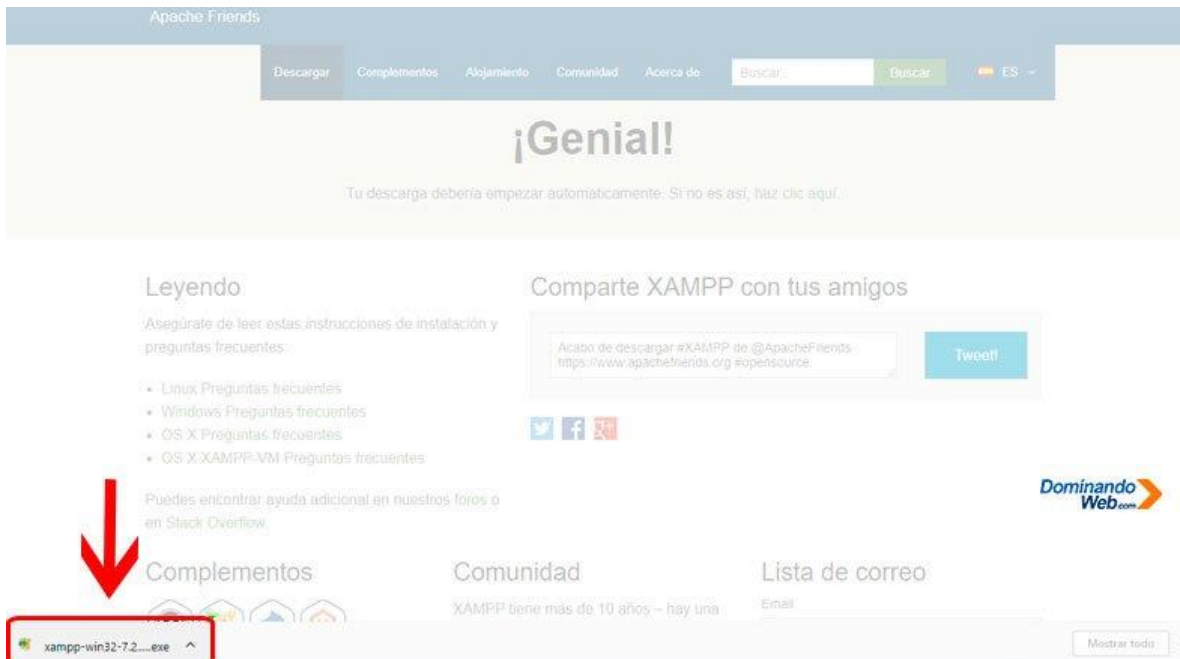 Apache Friends
Descargar Complementos Alojamiento Comunidad Acerca de Buscar... Buscar ES
¡Genial!
Tu descarga debería empezar automáticamente. Si no es así, haz clic aquí.
Leyendo
Asegúrate de leer estas instrucciones de instalación y
preguntas frecuentes:
Linux Preguntas frecuentes
Windows Preguntas frecuentes
OS X Preguntas frecuentes
OS X XAMPP-VM Preguntas frecuentes
Puedes encontrar ayuda adicional en nuestros foros o
en Stack Overflow.
Comparte XAMPP con tus amigos
Acabo de descargar #XAMPP de @ApacheFriends
https://www.apachefriends.org #opensource
Tweet!
Dominando
Web.com
Complementos
Comunidad
XAMPP tiene más de 10 años – hay una
Lista de correo
Email
xampp-win32-7.2....exe
Mostrar todo